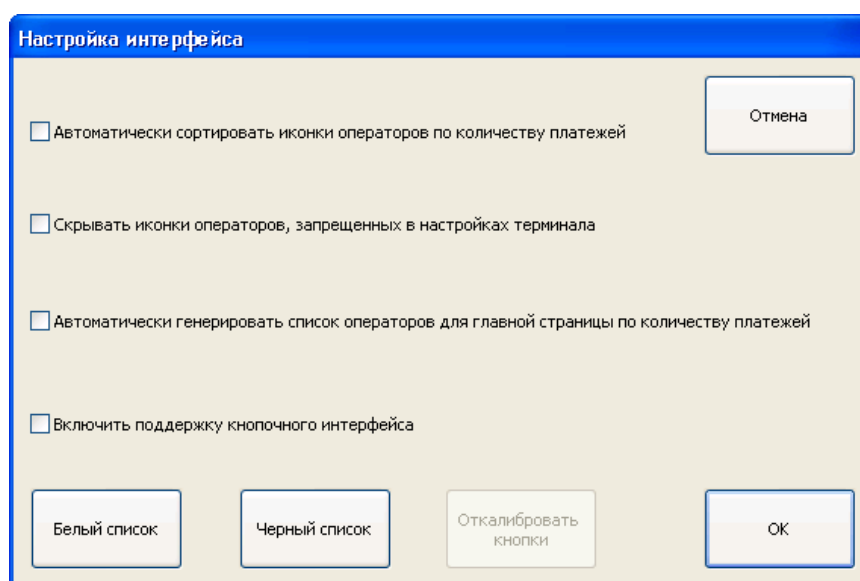 Настройка интерфейса
Отмена
Автоматически сортировать иконки операторов по количеству платежей
Скрывать иконки операторов, запрещенных в настройках терминала
Автоматически генерировать список операторов для главной страницы по количеству платежей
Включить поддержку кнопочного интерфейса
Белый список
Черный список
Откалибровать
кнопки
OK